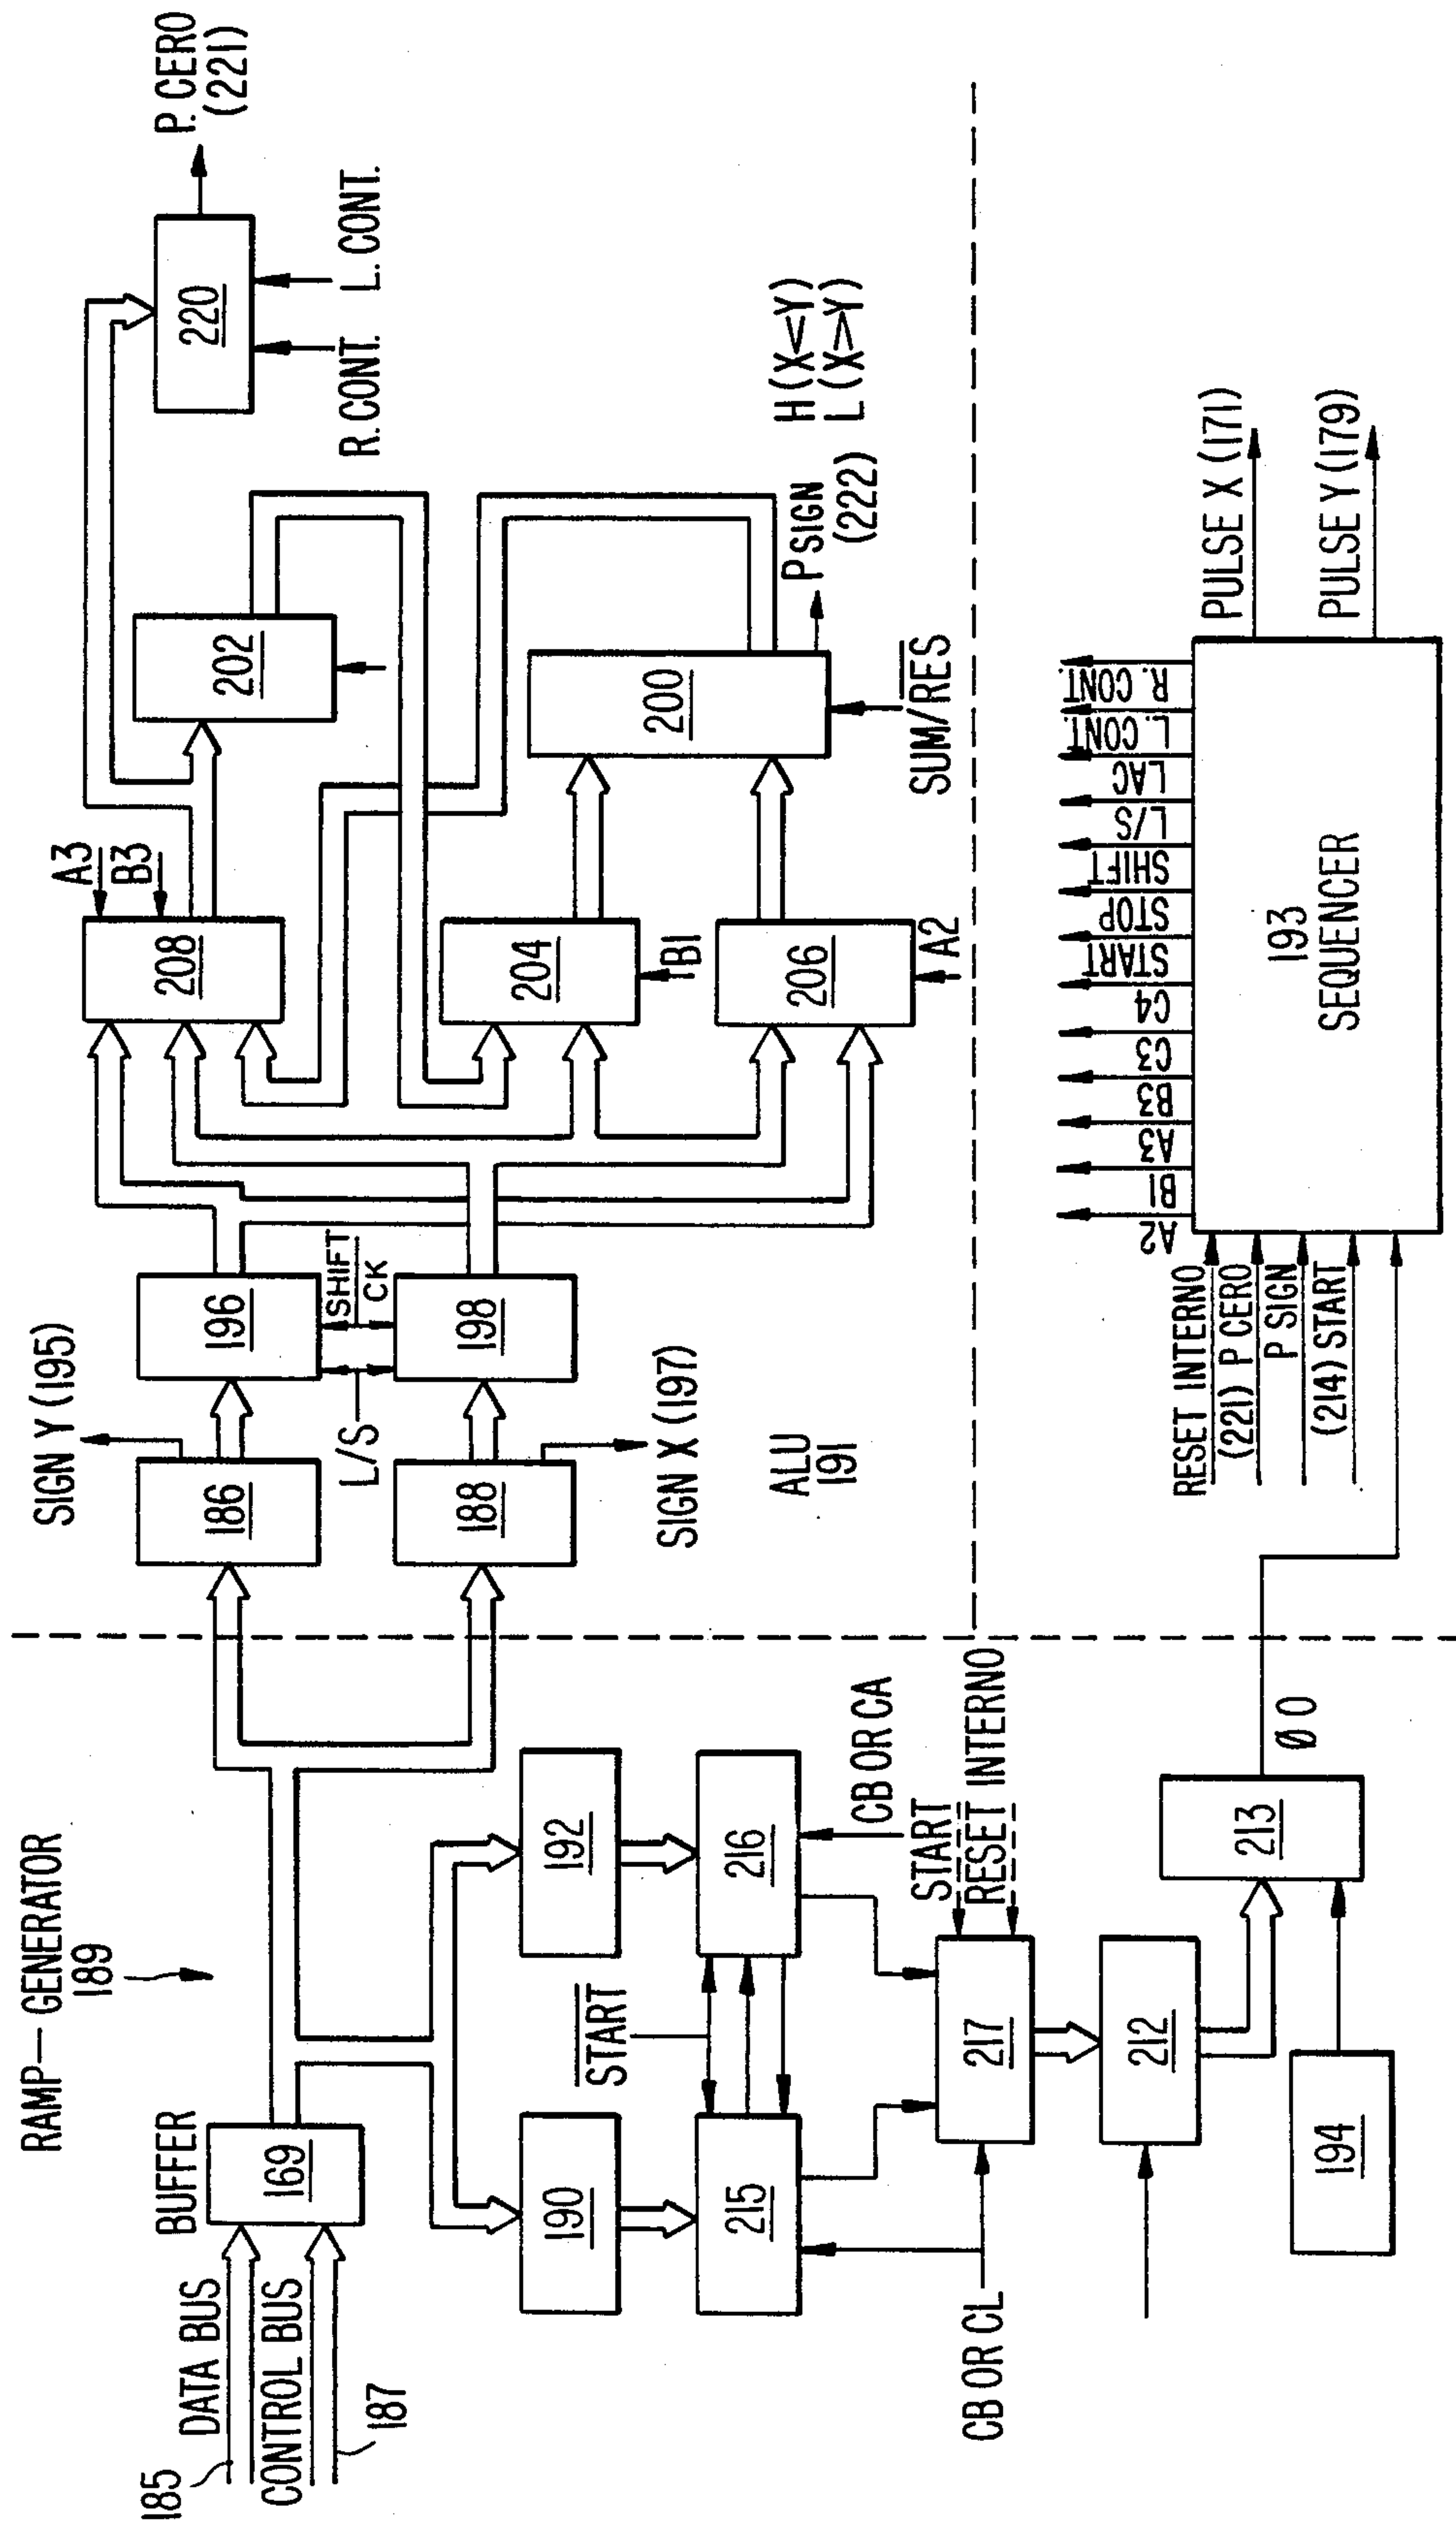 RAMP—GENERATOR
189
BUFFER
169
DATA BUS
185
CONTROL BUS
187
190
192
START
215
216
CB OR CA
CB OR CL
217
START
RESET INTERNO
212
194
213
Ø O
SIGN Y (195)
186
196
L/S
SHIFT
CK
188
198
SIGN X (197)
ALU
191
A3
B3
208
204
B1
206
A2
202
200
SUM/RES
P SIGN
(222)
H (X<Y)
L (X>Y)
220
R. CONT.
L. CONT.
P. CERO
(221)
RESET INTERNO
(221) P CERO
P SIGN
(214) START
A2
B1
A3
B3
C3
C4
START
STOP
SHIFT
L/S
LAC
L. CONT.
R. CONT.
193
SEQUENCER
PULSE X (171)
PULSE Y (179)